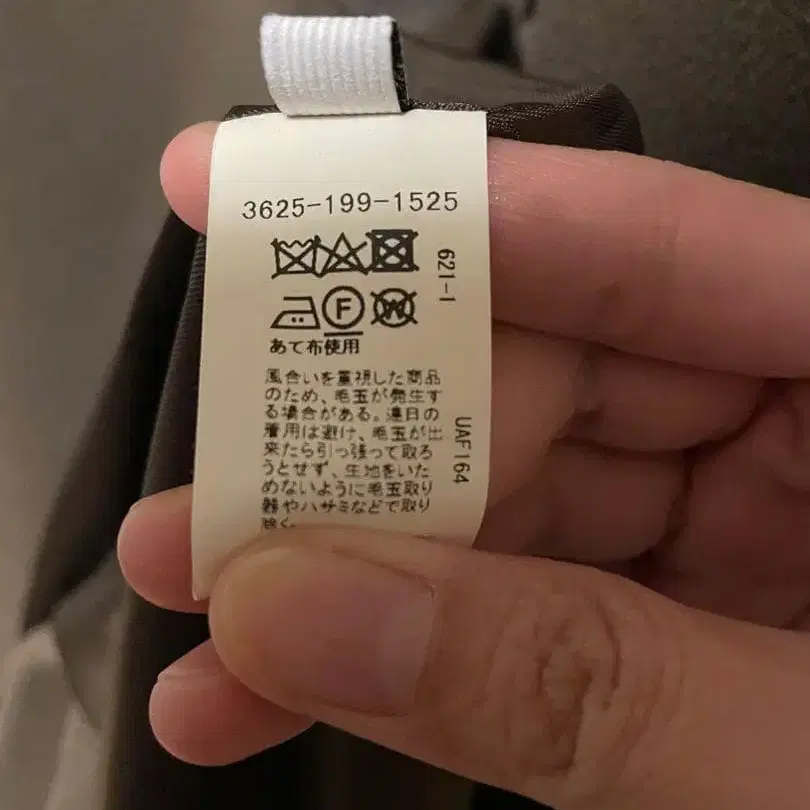 3625-199-1525
621-1
F W
あて布使用
風合いを重視した商品
のため、毛玉が発生す
る場合がある。連日の
着用は避け、毛玉が出
来たら引っ張って取ろ
うとせず、生地をいた
めないように毛玉取り
器やハサミなどで取り
除く
UAF164